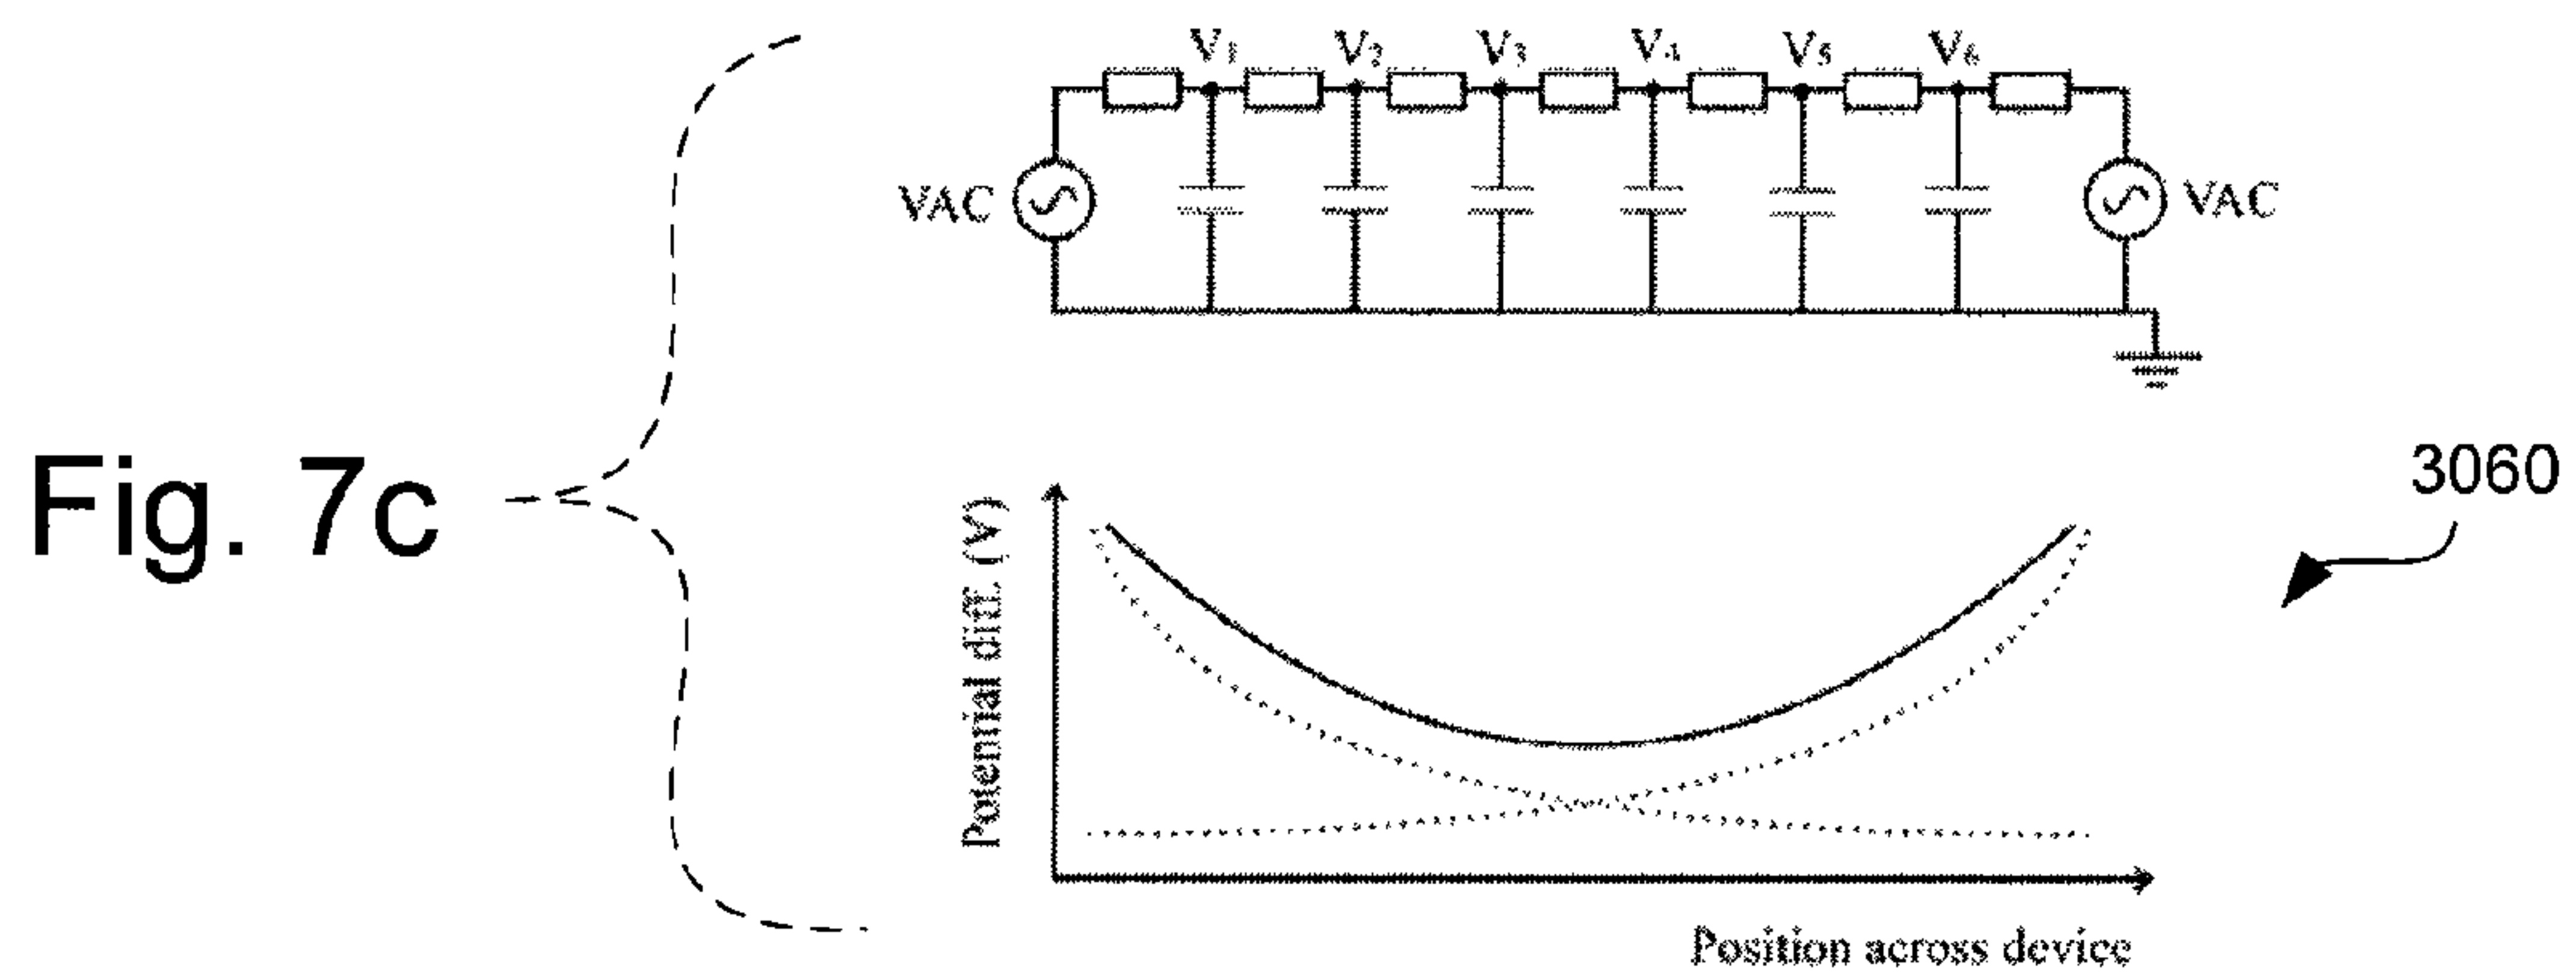 V₁ V₂ V₃ V₄ V₅ V₆
VAC VAC
Fig. 7c
3060
Potential diff. (V)
Position across device